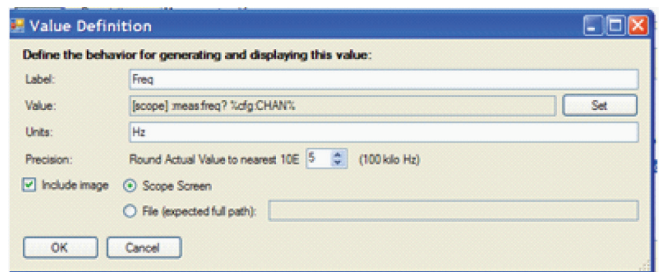 Value Definition
Define the behavior for generating and displaying this value:
Label: Freq
Value: [scope] :meas:freq? %cfg:CHAN% Set
Units: Hz
Precision: Round Actual Value to nearest 10E 5 (100 kilo Hz)
Include image Scope Screen
File (expected full path):
OK Cancel